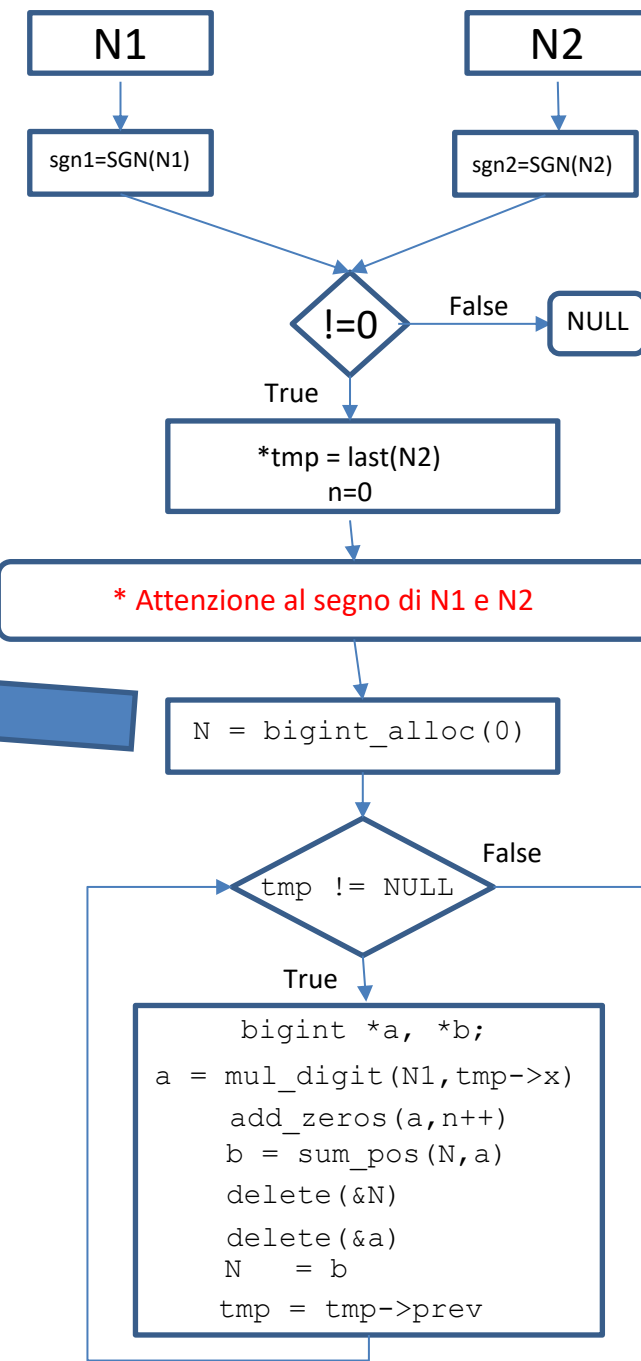 N1
N2
sgn1=SGN(N1)
sgn2=SGN(N2)
!=0
False
NULL
True
*tmp = last(N2)
n=0
* Attenzione al segno di N1 e N2
N = bigint_alloc(0)
False
tmp != NULL
True
bigint *a, *b;
a = mul_digit(N1,tmp->x)
add_zeros(a,n++)
b = sum_pos(N,a)
delete(&N)
delete(&a)
N   = b
tmp = tmp->prev